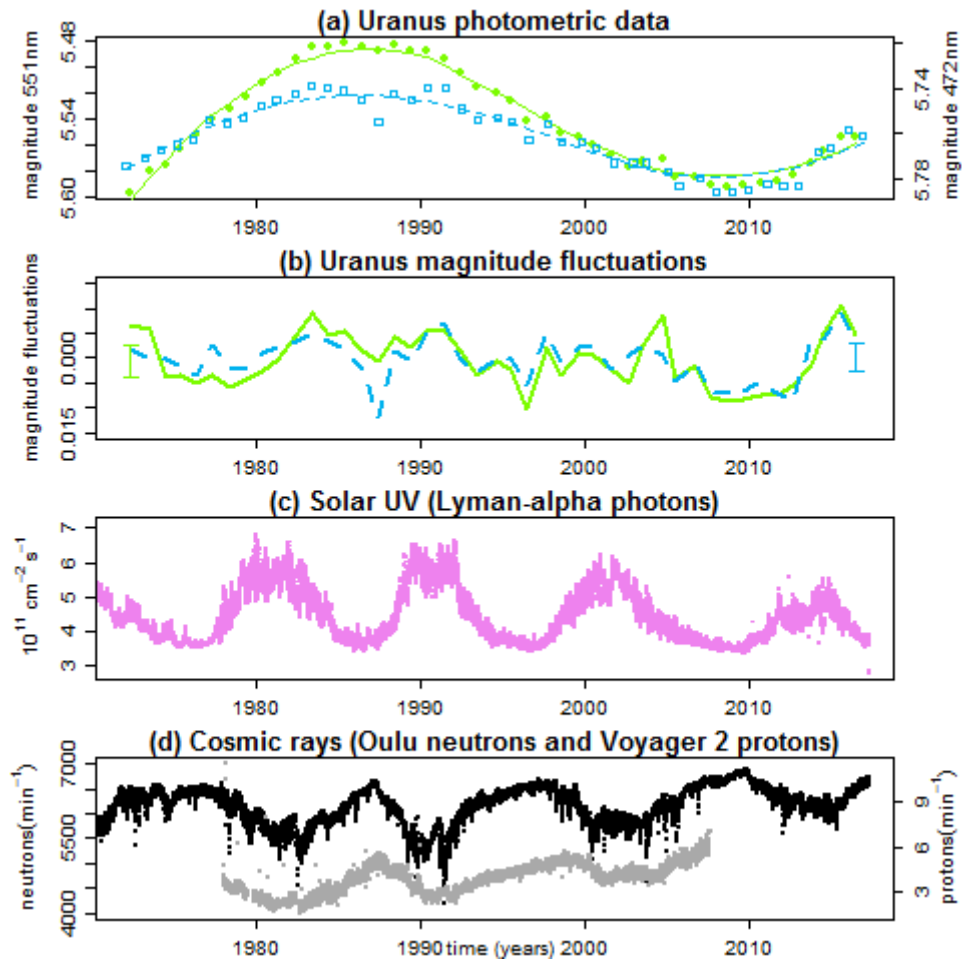 (a) Uranus photometric data
magnitude 551nm
5.48
5.54
5.60
5.74
5.78
magnitude 472nm
1980 1990 2000 2010
(b) Uranus magnitude fluctuations
magnitude fluctuations
0.000
0.015
1980 1990 2000 2010
(c) Solar UV (Lyman-alpha photons)
10¹¹ cm⁻² s⁻¹
7
6
5
4
3
1980 1990 2000 2010
(d) Cosmic rays (Oulu neutrons and Voyager 2 protons)
neutrons(min⁻¹)
7000
5500
4000
9
6
3
protons(min⁻¹)
1980 1990 time (years) 2000 2010